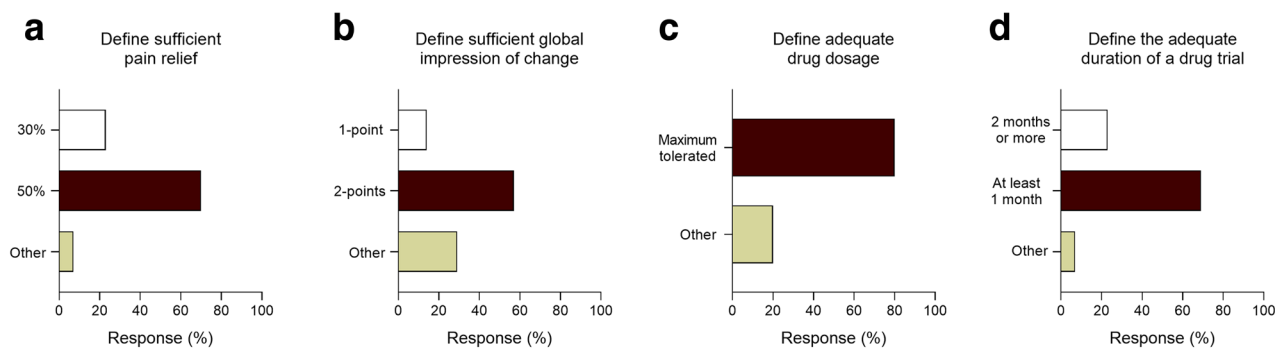 a
Define sufficient
pain relief
30%
50%
Other
0 20 40 60 80 100
Response (%)
b
Define sufficient global
impression of change
1-point
2-points
Other
0 20 40 60 80 100
Response (%)
c
Define adequate
drug dosage
Maximum
tolerated
Other
0 20 40 60 80 100
Response (%)
d
Define the adequate
duration of a drug trial
2 months
or more
At least
1 month
Other
0 20 40 60 80 100
Response (%)